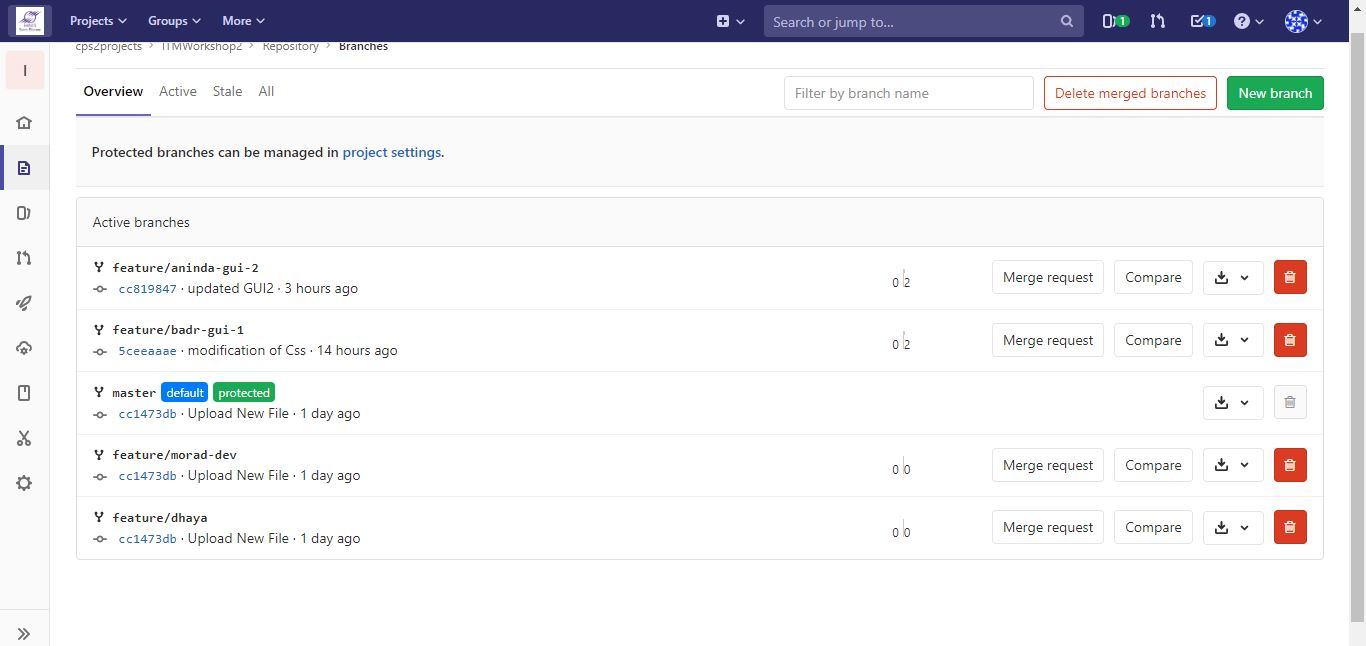 Projects Groups More Search or jump to... 1 1
cps2projects > ITMWorkshop2 > Repository > Branches
I
Overview Active Stale All Filter by branch name Delete merged branches New branch
Protected branches can be managed in project settings.
Active branches
feature/aninda-gui-2
cc819847 · updated GUI2 · 3 hours ago
0 2 Merge request Compare
feature/badr-gui-1
5ceeaaae · modification of Css · 14 hours ago
0 2 Merge request Compare
master default protected
cc1473db · Upload New File · 1 day ago
feature/morad-dev
cc1473db · Upload New File · 1 day ago
0 0 Merge request Compare
feature/dhaya
cc1473db · Upload New File · 1 day ago
0 0 Merge request Compare